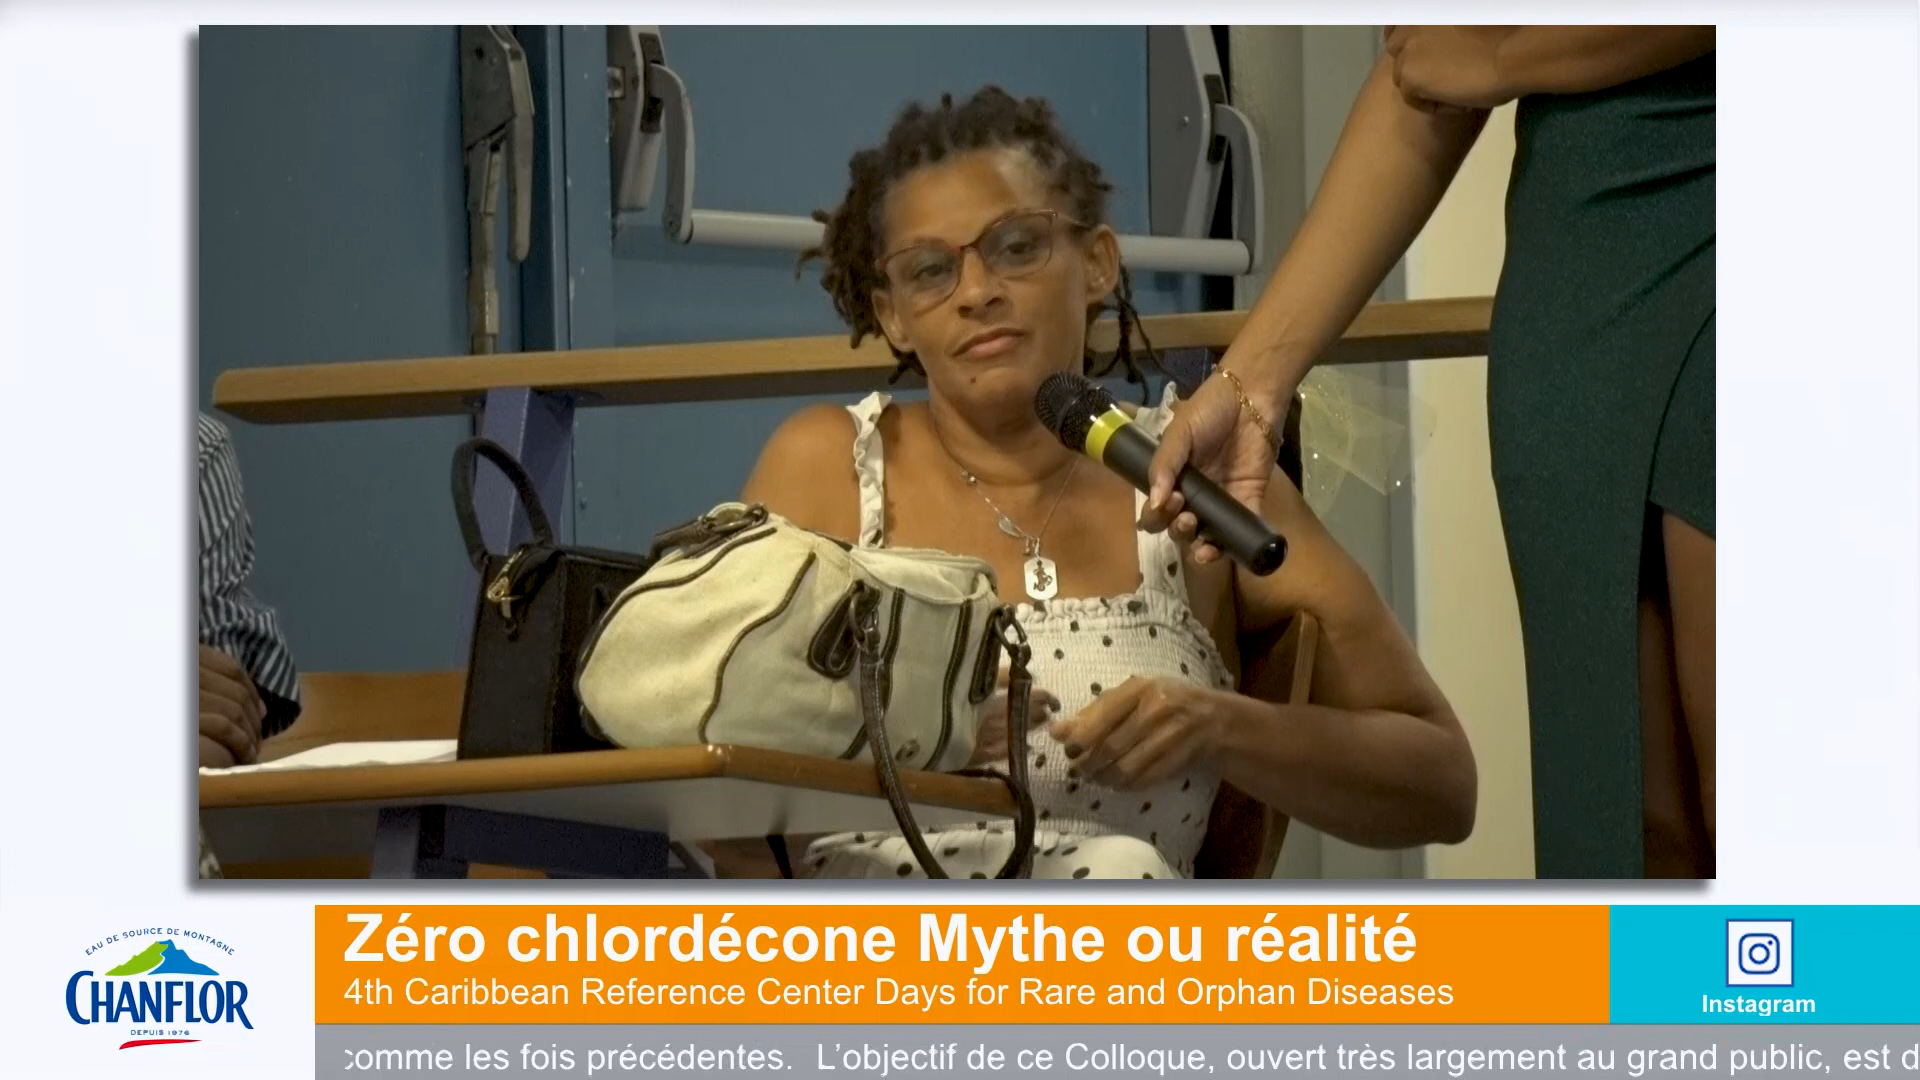 Zéro chlordécone Mythe ou réalité
4th Caribbean Reference Center Days for Rare and Orphan Diseases
EAU DE SOURCE DE MONTAGNE
CHANFLOR
DEPUIS 1976
Instagram
comme les fois précédentes. L'objectif de ce Colloque, ouvert très largement au grand public, est d